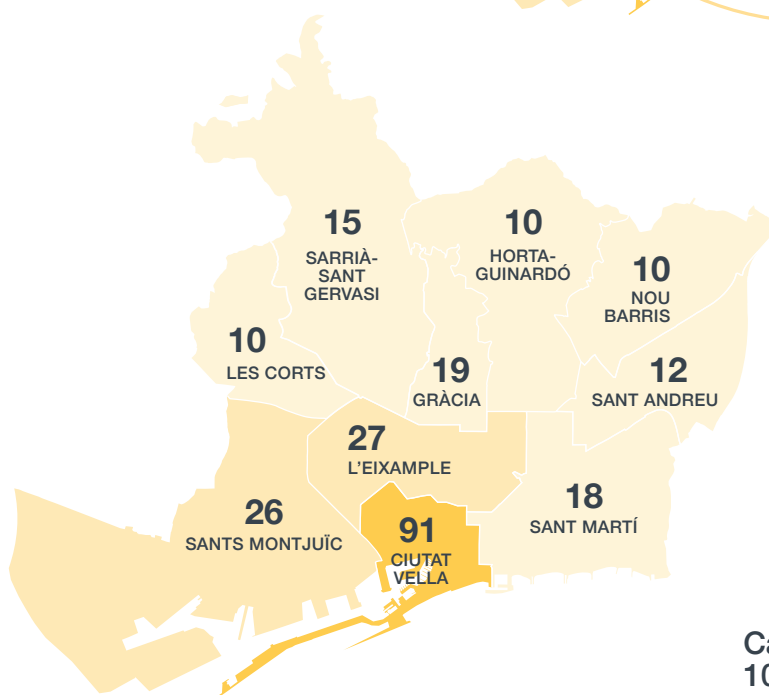 15
SARRIÀ-
SANT
GERVASI
10
HORTA-
GUINARDÓ
10
NOU
BARRIS
10
LES CORTS
19
GRÀCIA
12
SANT ANDREU
27
L'EIXAMPLE
26
SANTS MONTJUÏC
91
CIUTAT
VELLA
18
SANT MARTÍ